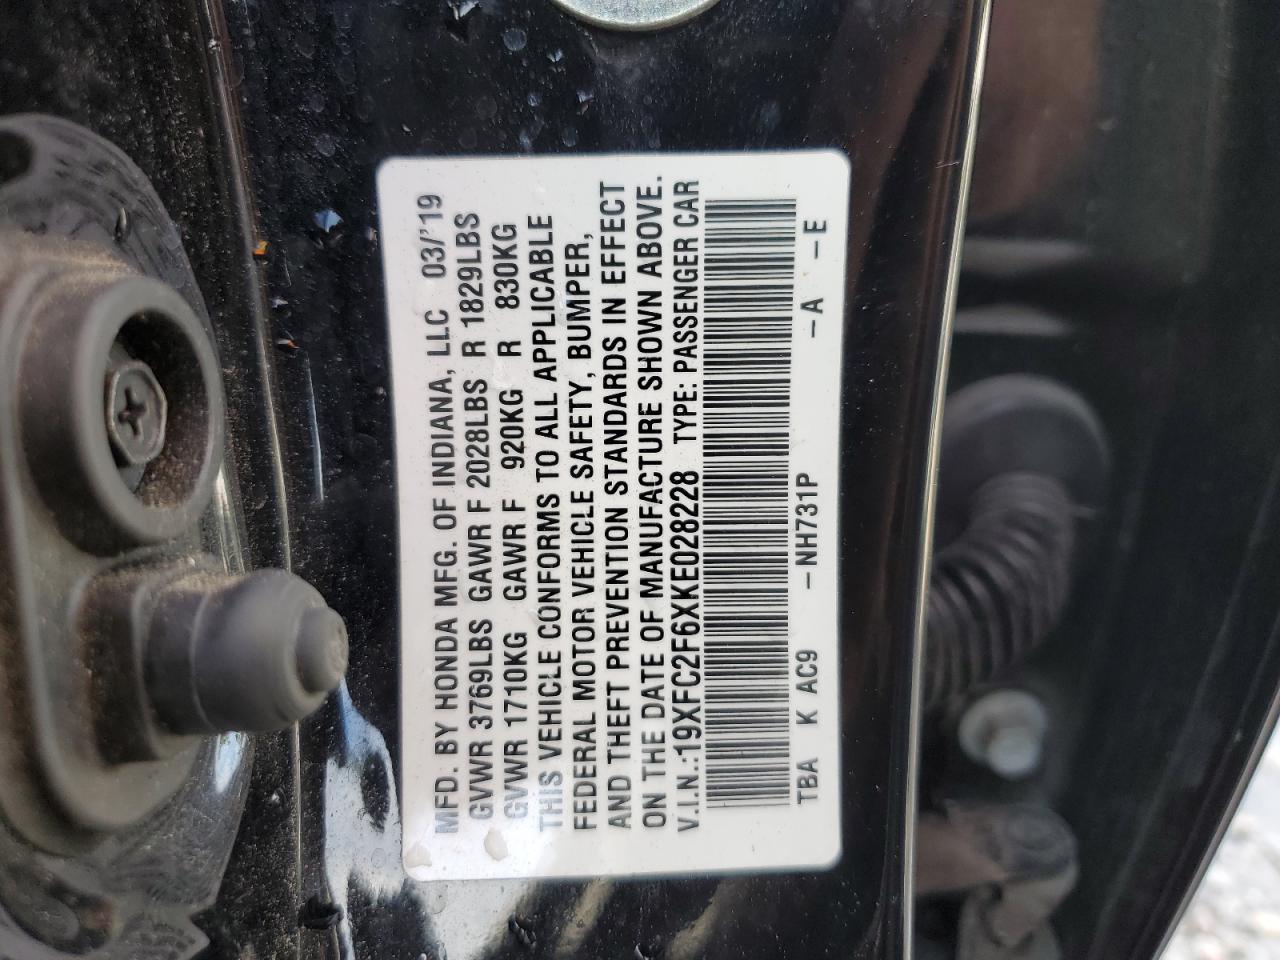 MFD. BY HONDA MFG. OF INDIANA, LLC 03/'19
GVWR 3769LBS GAWR F 2028LBS R 1829LBS
GVWR 1710KG GAWR F 920KG R 830KG
THIS VEHICLE CONFORMS TO ALL APPLICABLE
FEDERAL MOTOR VEHICLE SAFETY, BUMPER,
AND THEFT PREVENTION STANDARDS IN EFFECT
ON THE DATE OF MANUFACTURE SHOWN ABOVE.
V.I.N.:19XFC2F6XKE028228 TYPE: PASSENGER CAR
TBA K AC9 -NH731P -A -E